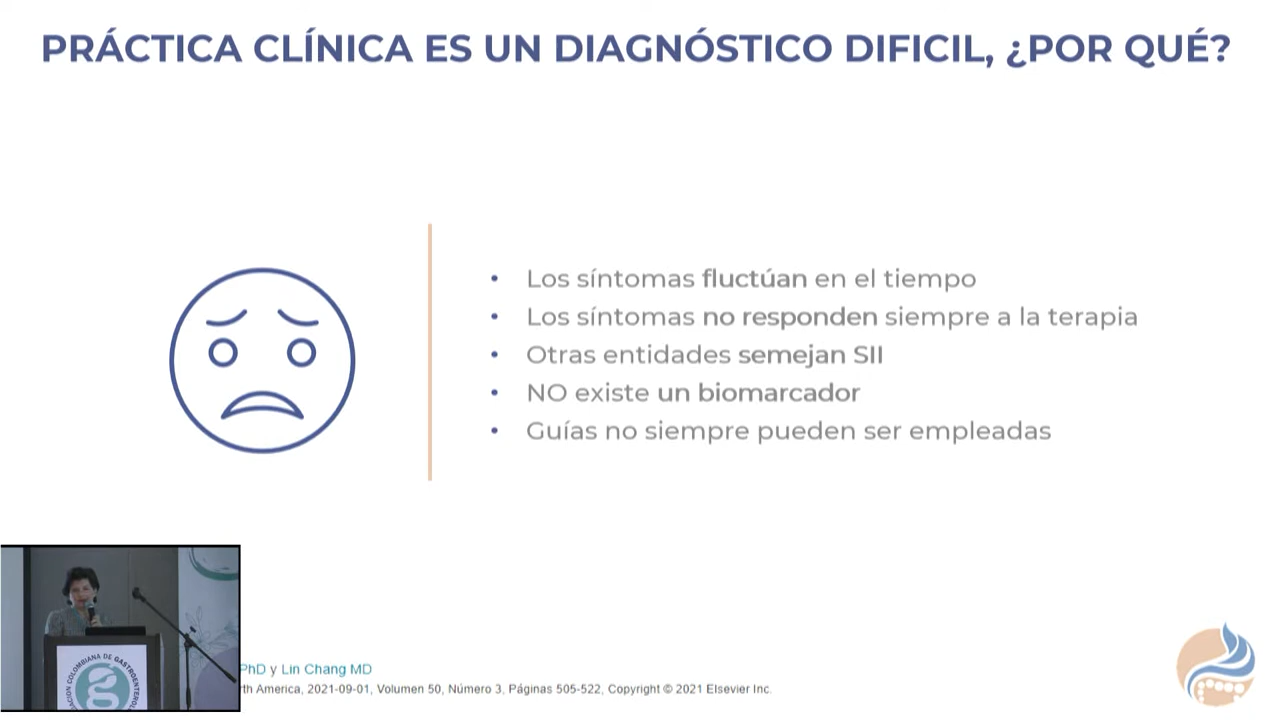 PRÁCTICA CLÍNICA ES UN DIAGNÓSTICO DIFICIL, ¿POR QUÉ?
• Los síntomas fluctúan en el tiempo
• Los síntomas no responden siempre a la terapia
• Otras entidades semejan SII
• NO existe un biomarcador
• Guías no siempre pueden ser empleadas
PhD y Lin Chang MD
th America, 2021-09-01, Volumen 50, Número 3, Páginas 505-522, Copyright © 2021 Elsevier Inc.
COLOMBIANA DE